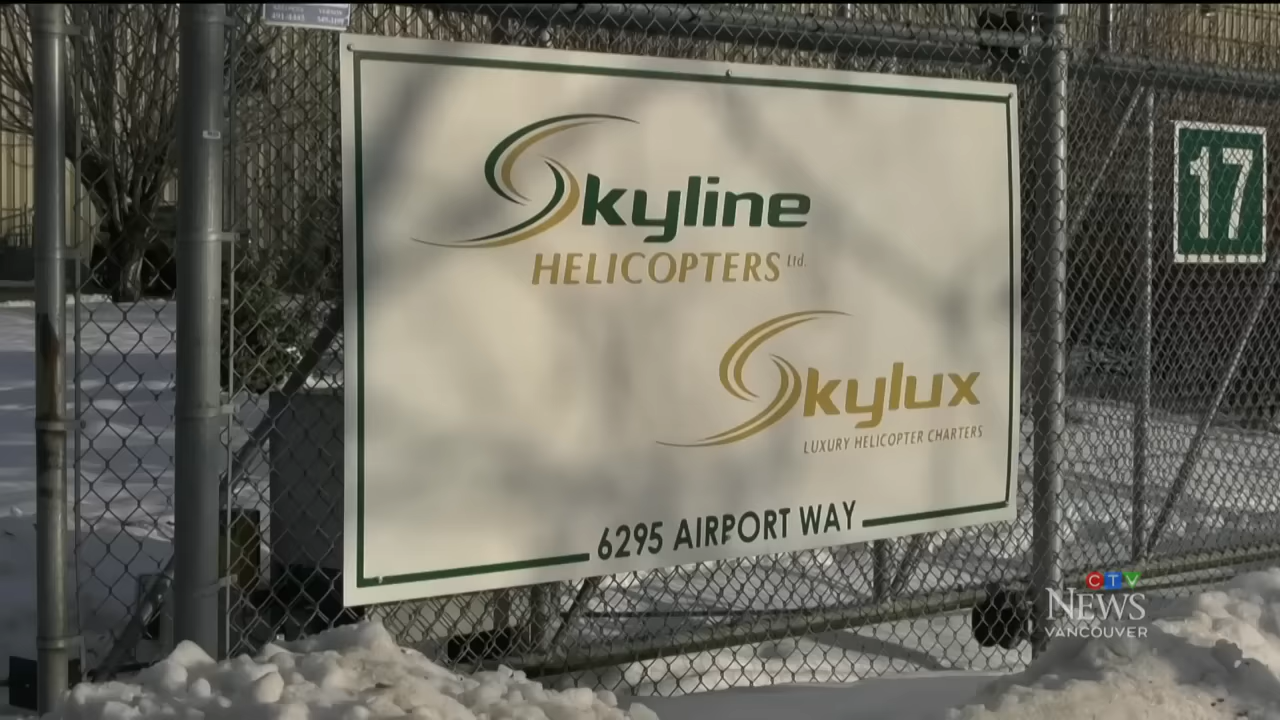 Skyline
HELICOPTERS Ltd.
Skylux
LUXURY HELICOPTER CHARTERS
6295 AIRPORT WAY
17
CTV
NEWS
VANCOUVER